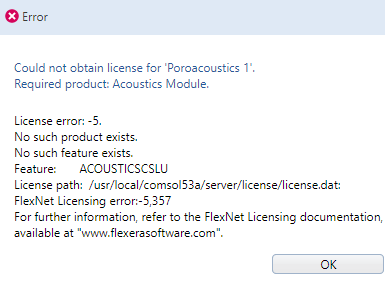 Error
Could not obtain license for 'Poroacoustics 1'.
Required product: Acoustics Module.
License error: -5.
No such product exists.
No such feature exists.
Feature: ACOUSTICSCSLU
License path: /usr/local/comsol53a/server/license/license.dat:
FlexNet Licensing error:-5,357
For further information, refer to the FlexNet Licensing documentation,
available at "www.flexerasoftware.com".
OK